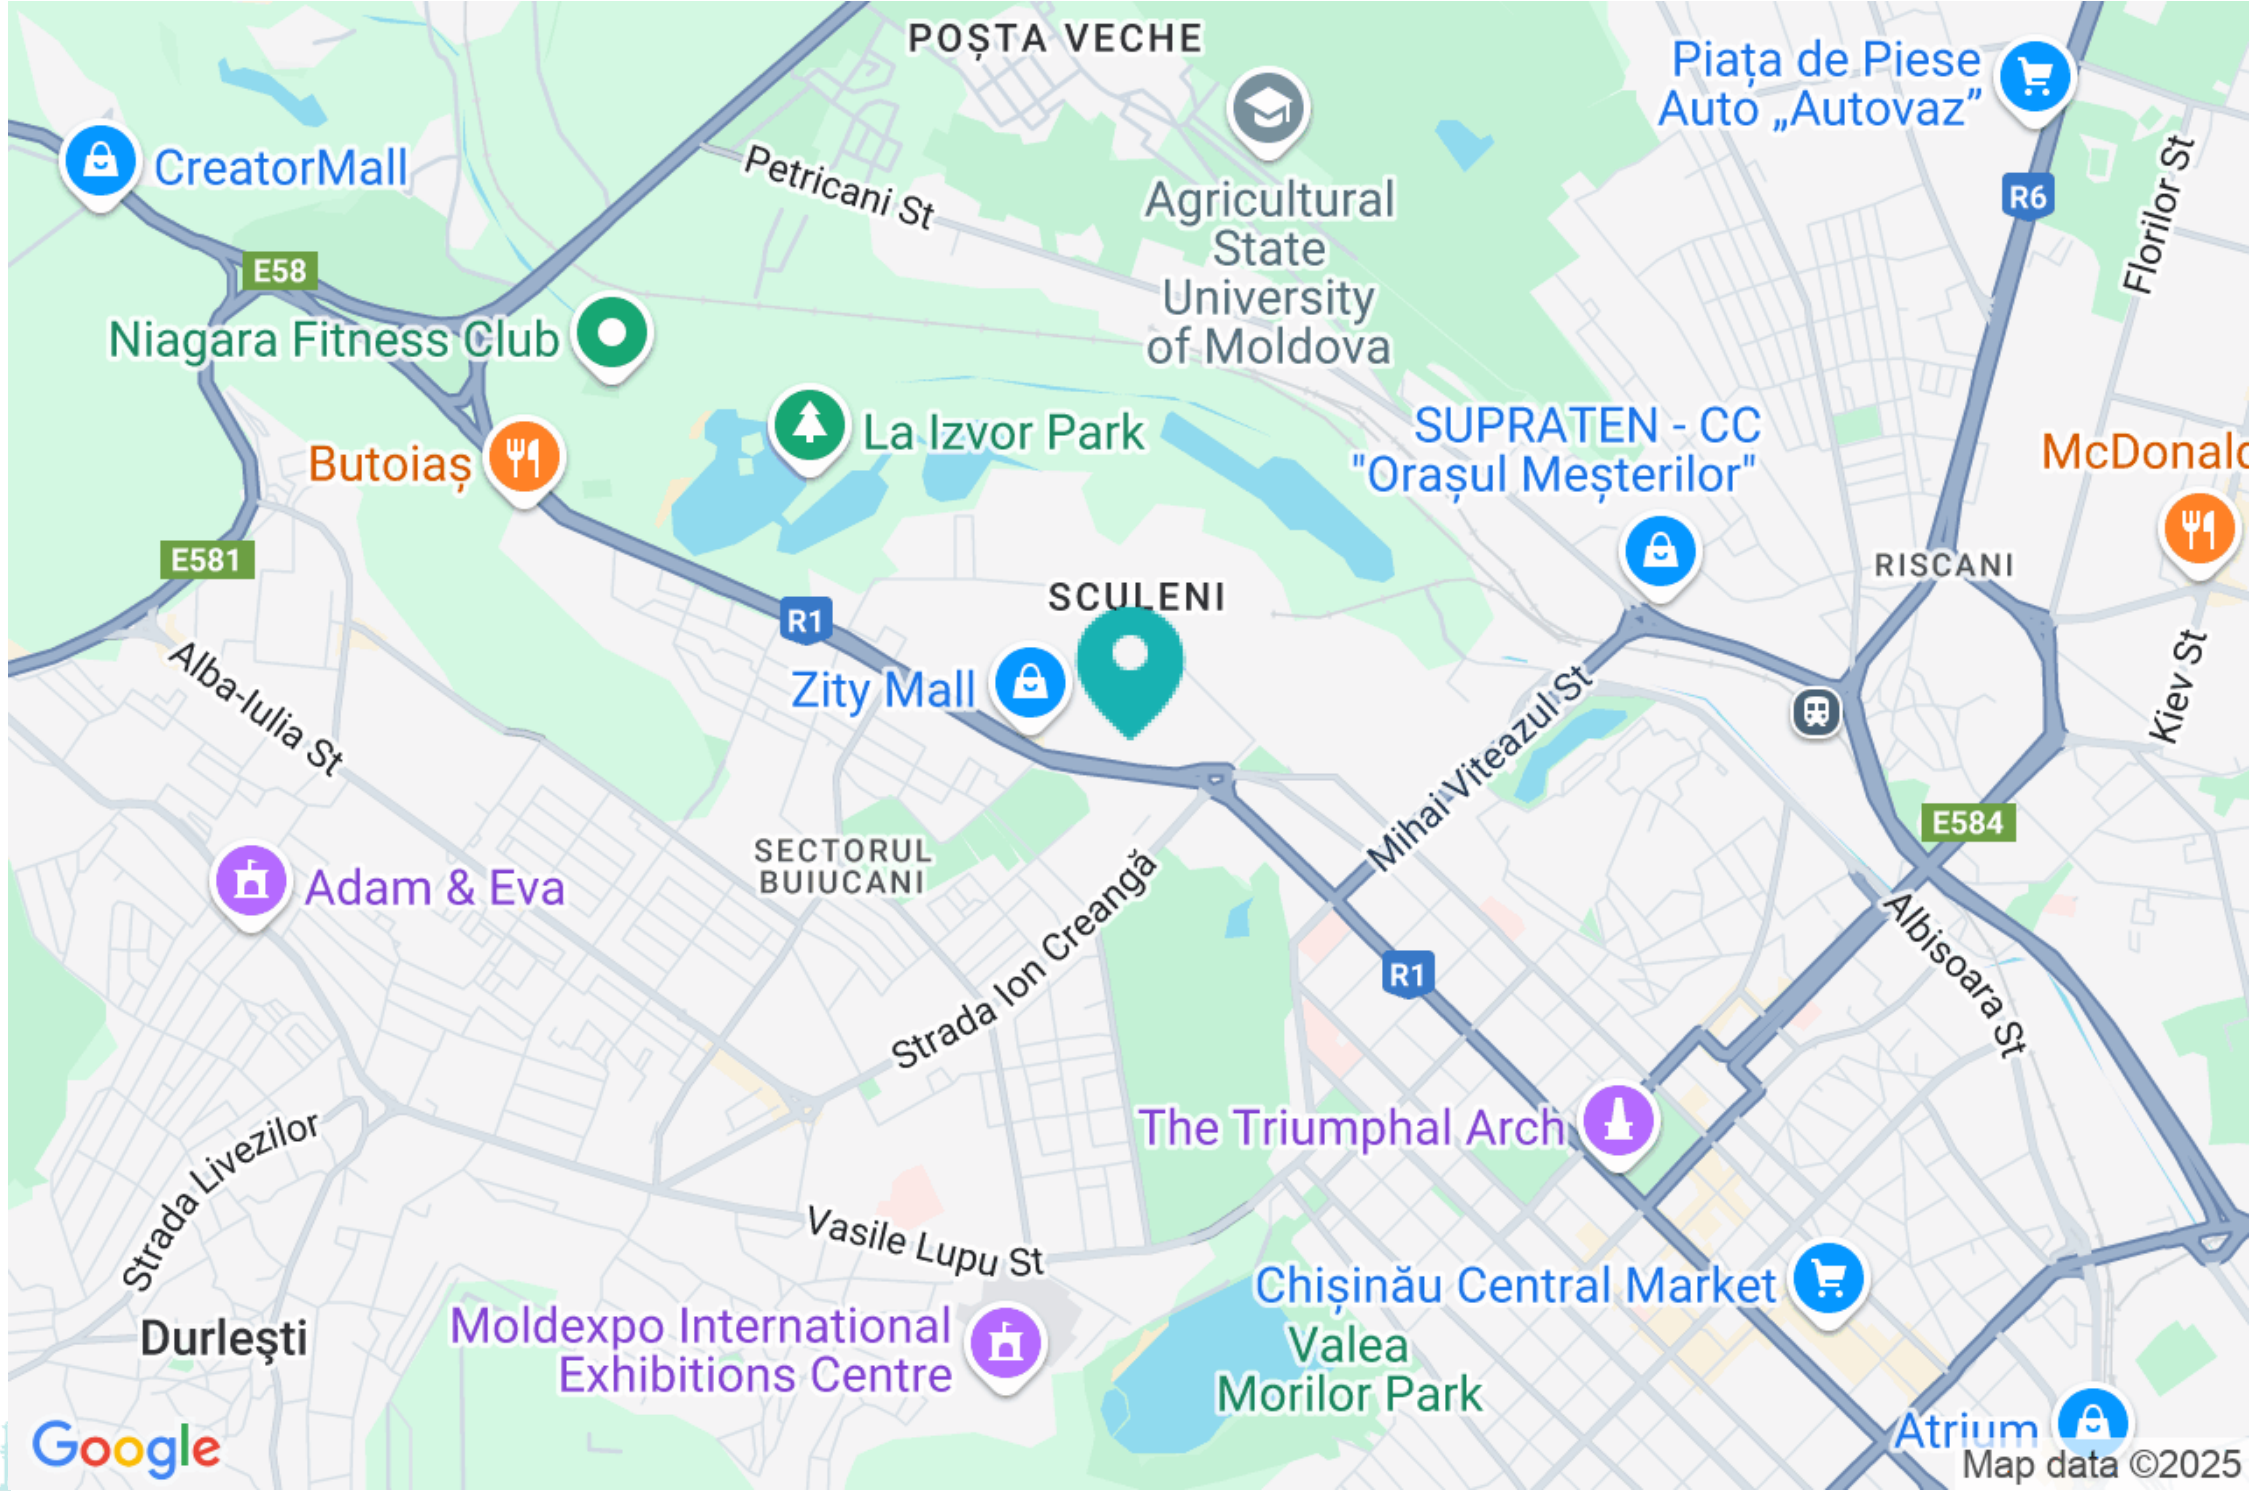 POȘTA VECHE
Piața de Piese
Auto „Autovaz”
CreatorMall
Petricani St
Agricultural
State
University
of Moldova
R6
Florilor St
E58
Niagara Fitness Club
La Izvor Park
SUPRATEN - CC
"Orașul Meșterilor"
McDonald
Butoiaș
E581
RISCANI
SCULENI
R1
Zity Mall
Alba-Iulia St
Mihai Viteazul St
Kiev St
E584
SECTORUL
BUIUCANI
Adam & Eva
Strada Ion Creangă
Albisoara St
R1
The Triumphal Arch
Strada Livezilor
Vasile Lupu St
Chișinău Central Market
Durleşti
Moldexpo International
Exhibitions Centre
Valea
Morilor Park
Atrium
Google
Map data ©2025